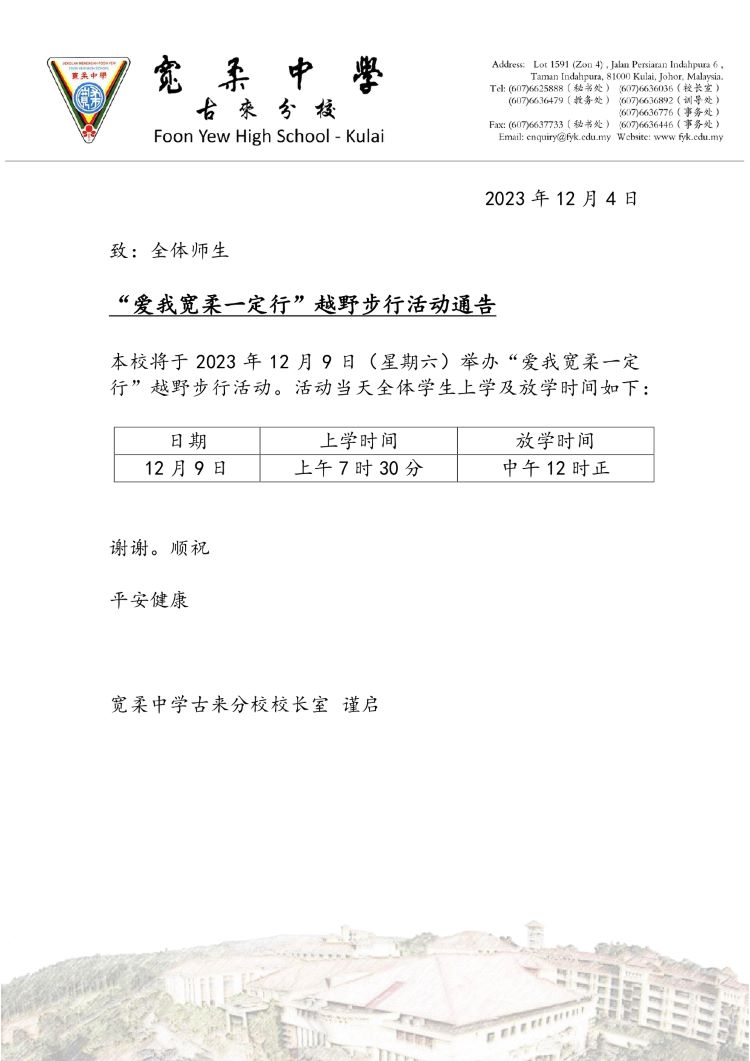 SEKOLAH MENENGAH FOON YEW
寬柔中學
寬柔中學
古來分校
Foon Yew High School - Kulai
Address: Lot 1591 (Zon 4) , Jalan Persiaran Indahpura 6 ,
Taman Indahpura, 81000 Kulai, Johor, Malaysia.
Tel: (607)6625888（秘书处） (607)6636036（校长室）
(607)6636479（教务处） (607)6636892（训导处）
(607)6636776（事务处）
Fax: (607)6637733（秘书处） (607)6636446（事务处）
Email: enquiry@fyk.edu.my Website: www fyk.edu.my
2023 年 12 月 4 日
致：全体师生
“爱我宽柔一定行”越野步行活动通告
本校将于 2023 年 12 月 9 日（星期六）举办“爱我宽柔一定
行”越野步行活动。活动当天全体学生上学及放学时间如下：
日期 上学时间 放学时间
12 月 9 日 上午 7 时 30 分 中午 12 时正
谢谢。顺祝
平安健康
宽柔中学古来分校校长室 谨启